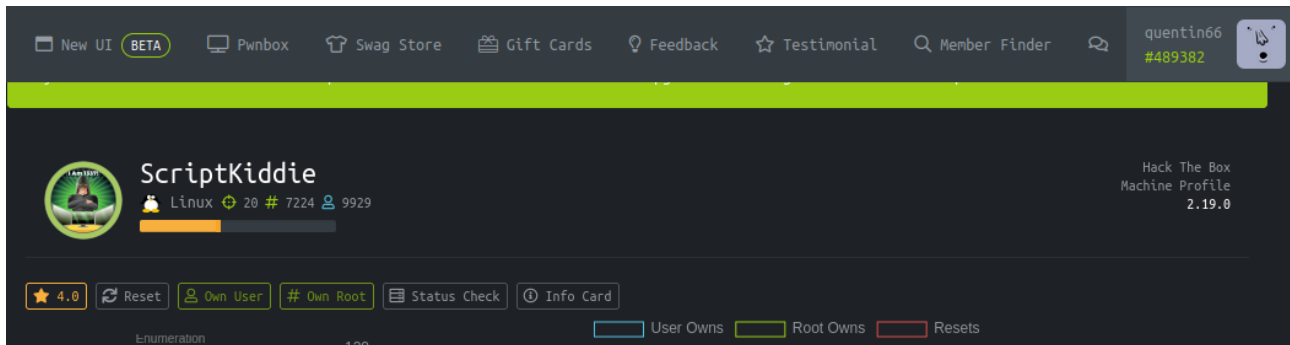 New UI BETA Pwnbox Swag Store Gift Cards Feedback Testimonial Member Finder
quentin66
#489382
ScriptKiddie
Linux 20 # 7224 9929
Hack The Box
Machine Profile
2.19.0
4.0 Reset Own User # Own Root Status Check Info Card
User Owns Root Owns Resets
Enumeration